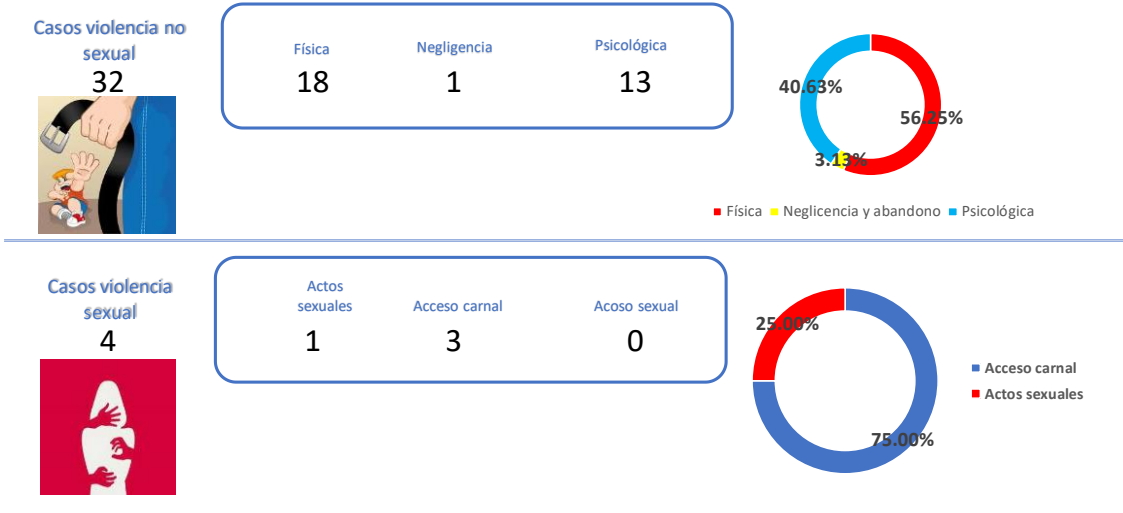 Casos violencia no
sexual
32
Física
18
Negligencia
1
Psicológica
13
40.63%
56.25%
3.13%
Física
Neglicencia y abandono
Psicológica
Casos violencia
sexual
4
Actos
sexuales
1
Acceso carnal
3
Acoso sexual
0
25.00%
75.00%
Acceso carnal
Actos sexuales